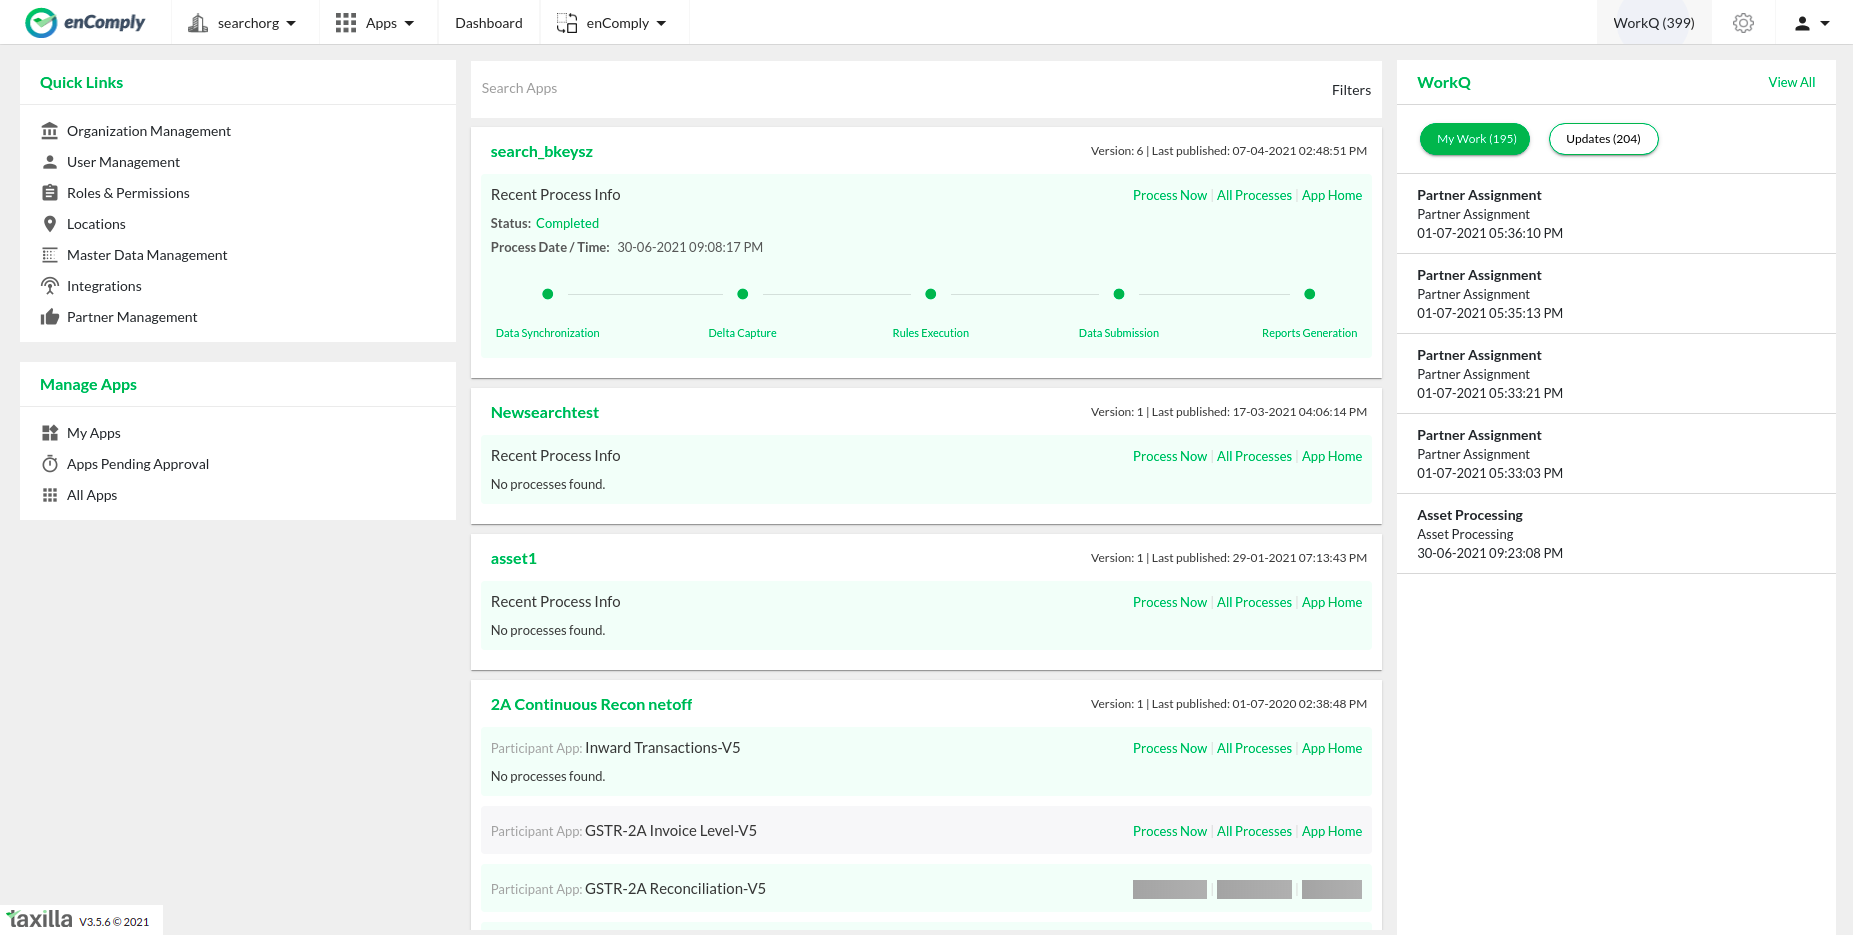 enComply
searchorg
Apps
Dashboard
enComply
WorkQ (399)
Quick Links
Organization Management
User Management
Roles & Permissions
Locations
Master Data Management
Integrations
Partner Management
Manage Apps
My Apps
Apps Pending Approval
All Apps
Search Apps
Filters
search_bkeysz
Version: 6 | Last published: 07-04-2021 02:48:51 PM
Recent Process Info
Process Now | All Processes | App Home
Status: Completed
Process Date / Time: 30-06-2021 09:08:17 PM
Data Synchronization
Delta Capture
Rules Execution
Data Submission
Reports Generation
Newsearchtest
Version: 1 | Last published: 17-03-2021 04:06:14 PM
Recent Process Info
Process Now | All Processes | App Home
No processes found.
asset1
Version: 1 | Last published: 29-01-2021 07:13:43 PM
Recent Process Info
Process Now | All Processes | App Home
No processes found.
2A Continuous Recon netoff
Version: 1 | Last published: 01-07-2020 02:38:48 PM
Participant App: Inward Transactions-V5
Process Now | All Processes | App Home
No processes found.
Participant App: GSTR-2A Invoice Level-V5
Process Now | All Processes | App Home
Participant App: GSTR-2A Reconciliation-V5
WorkQ
View All
My Work (195)
Updates (204)
Partner Assignment
Partner Assignment
01-07-2021 05:36:10 PM
Partner Assignment
Partner Assignment
01-07-2021 05:35:13 PM
Partner Assignment
Partner Assignment
01-07-2021 05:33:21 PM
Partner Assignment
Partner Assignment
01-07-2021 05:33:03 PM
Asset Processing
Asset Processing
30-06-2021 09:23:08 PM
taxilla V3.5.6 © 2021